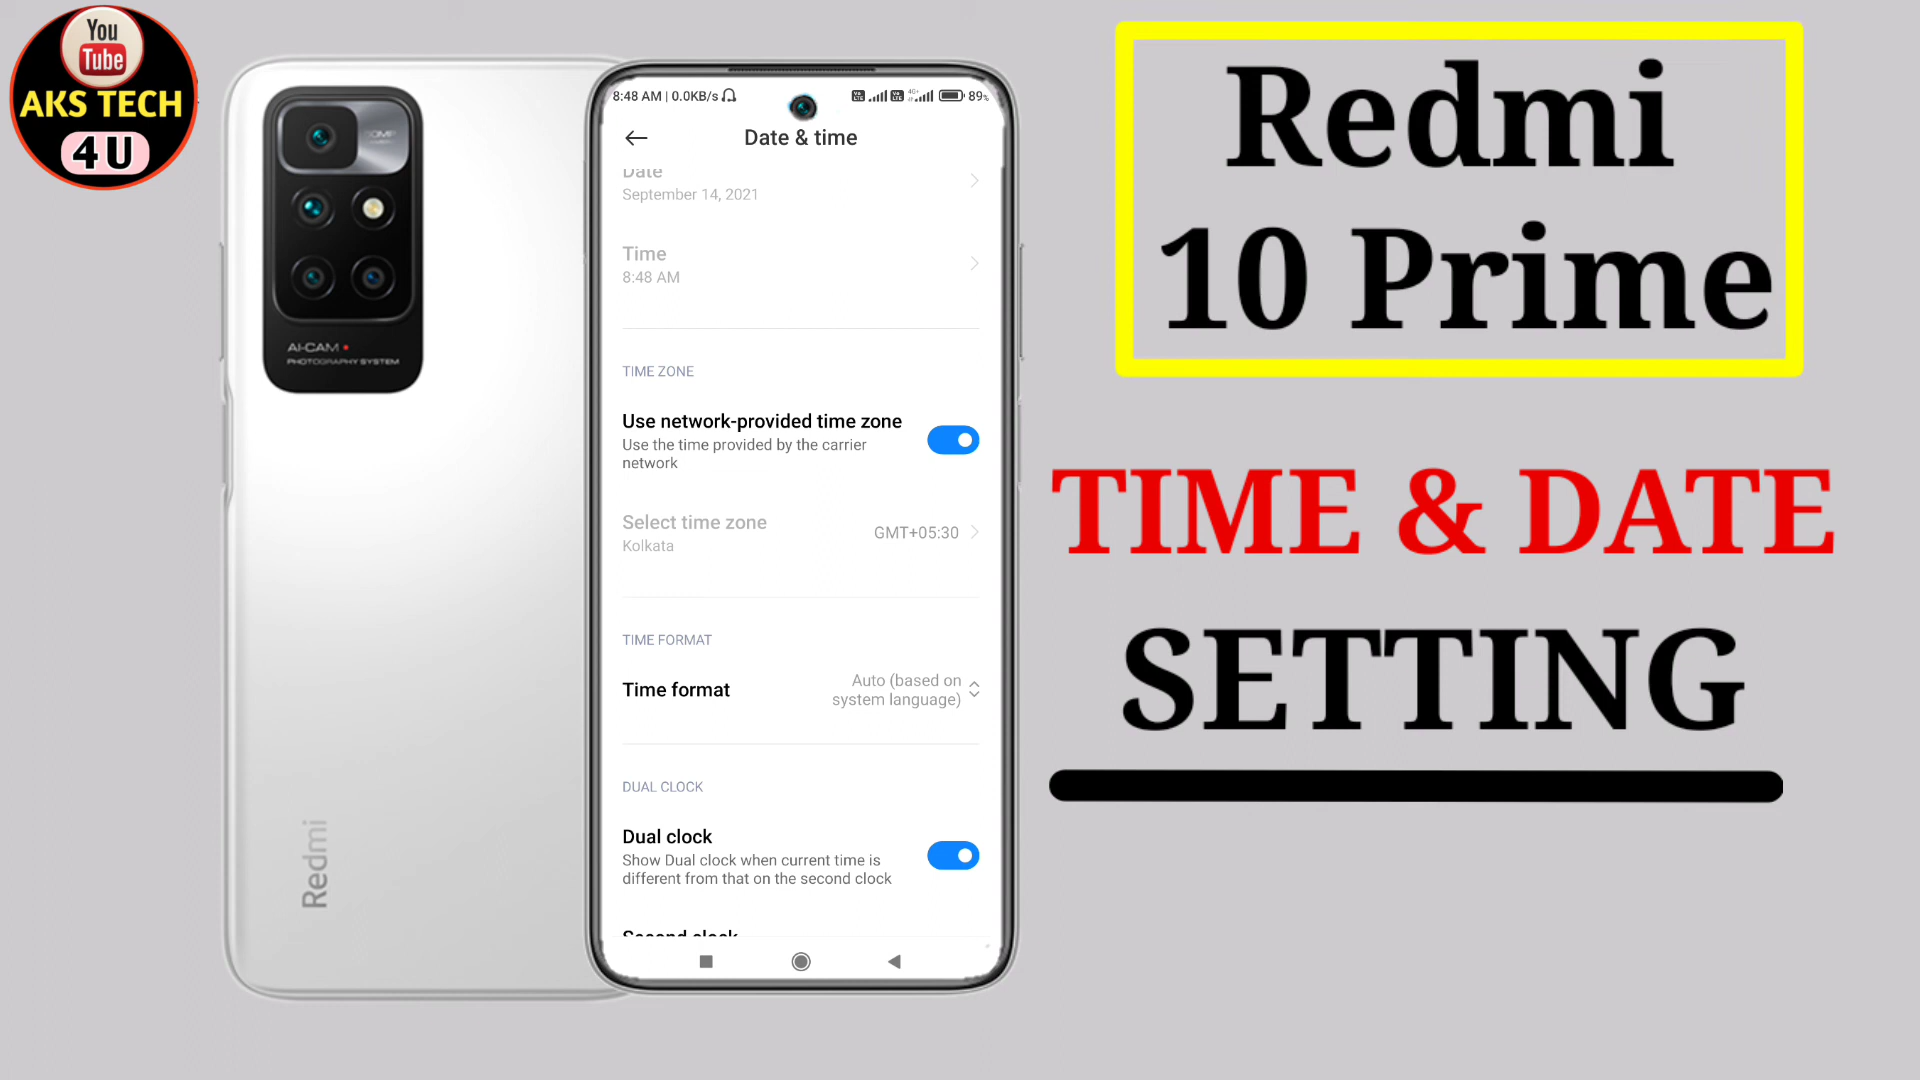 You
Tube
AKS TECH
4U
50MP
AI-CAM
PHOTOGRAPHY SYSTEM
Redmi
8:48 AM | 0.0KB/s
89%
Date & time
Date
September 14, 2021
Time
8:48 AM
TIME ZONE
Use network-provided time zone
Use the time provided by the carrier
network
Select time zone
Kolkata
GMT+05:30
TIME FORMAT
Time format
Auto (based on
system language)
DUAL CLOCK
Dual clock
Show Dual clock when current time is
different from that on the second clock
Second clock
Redmi
10 Prime
TIME & DATE
SETTING